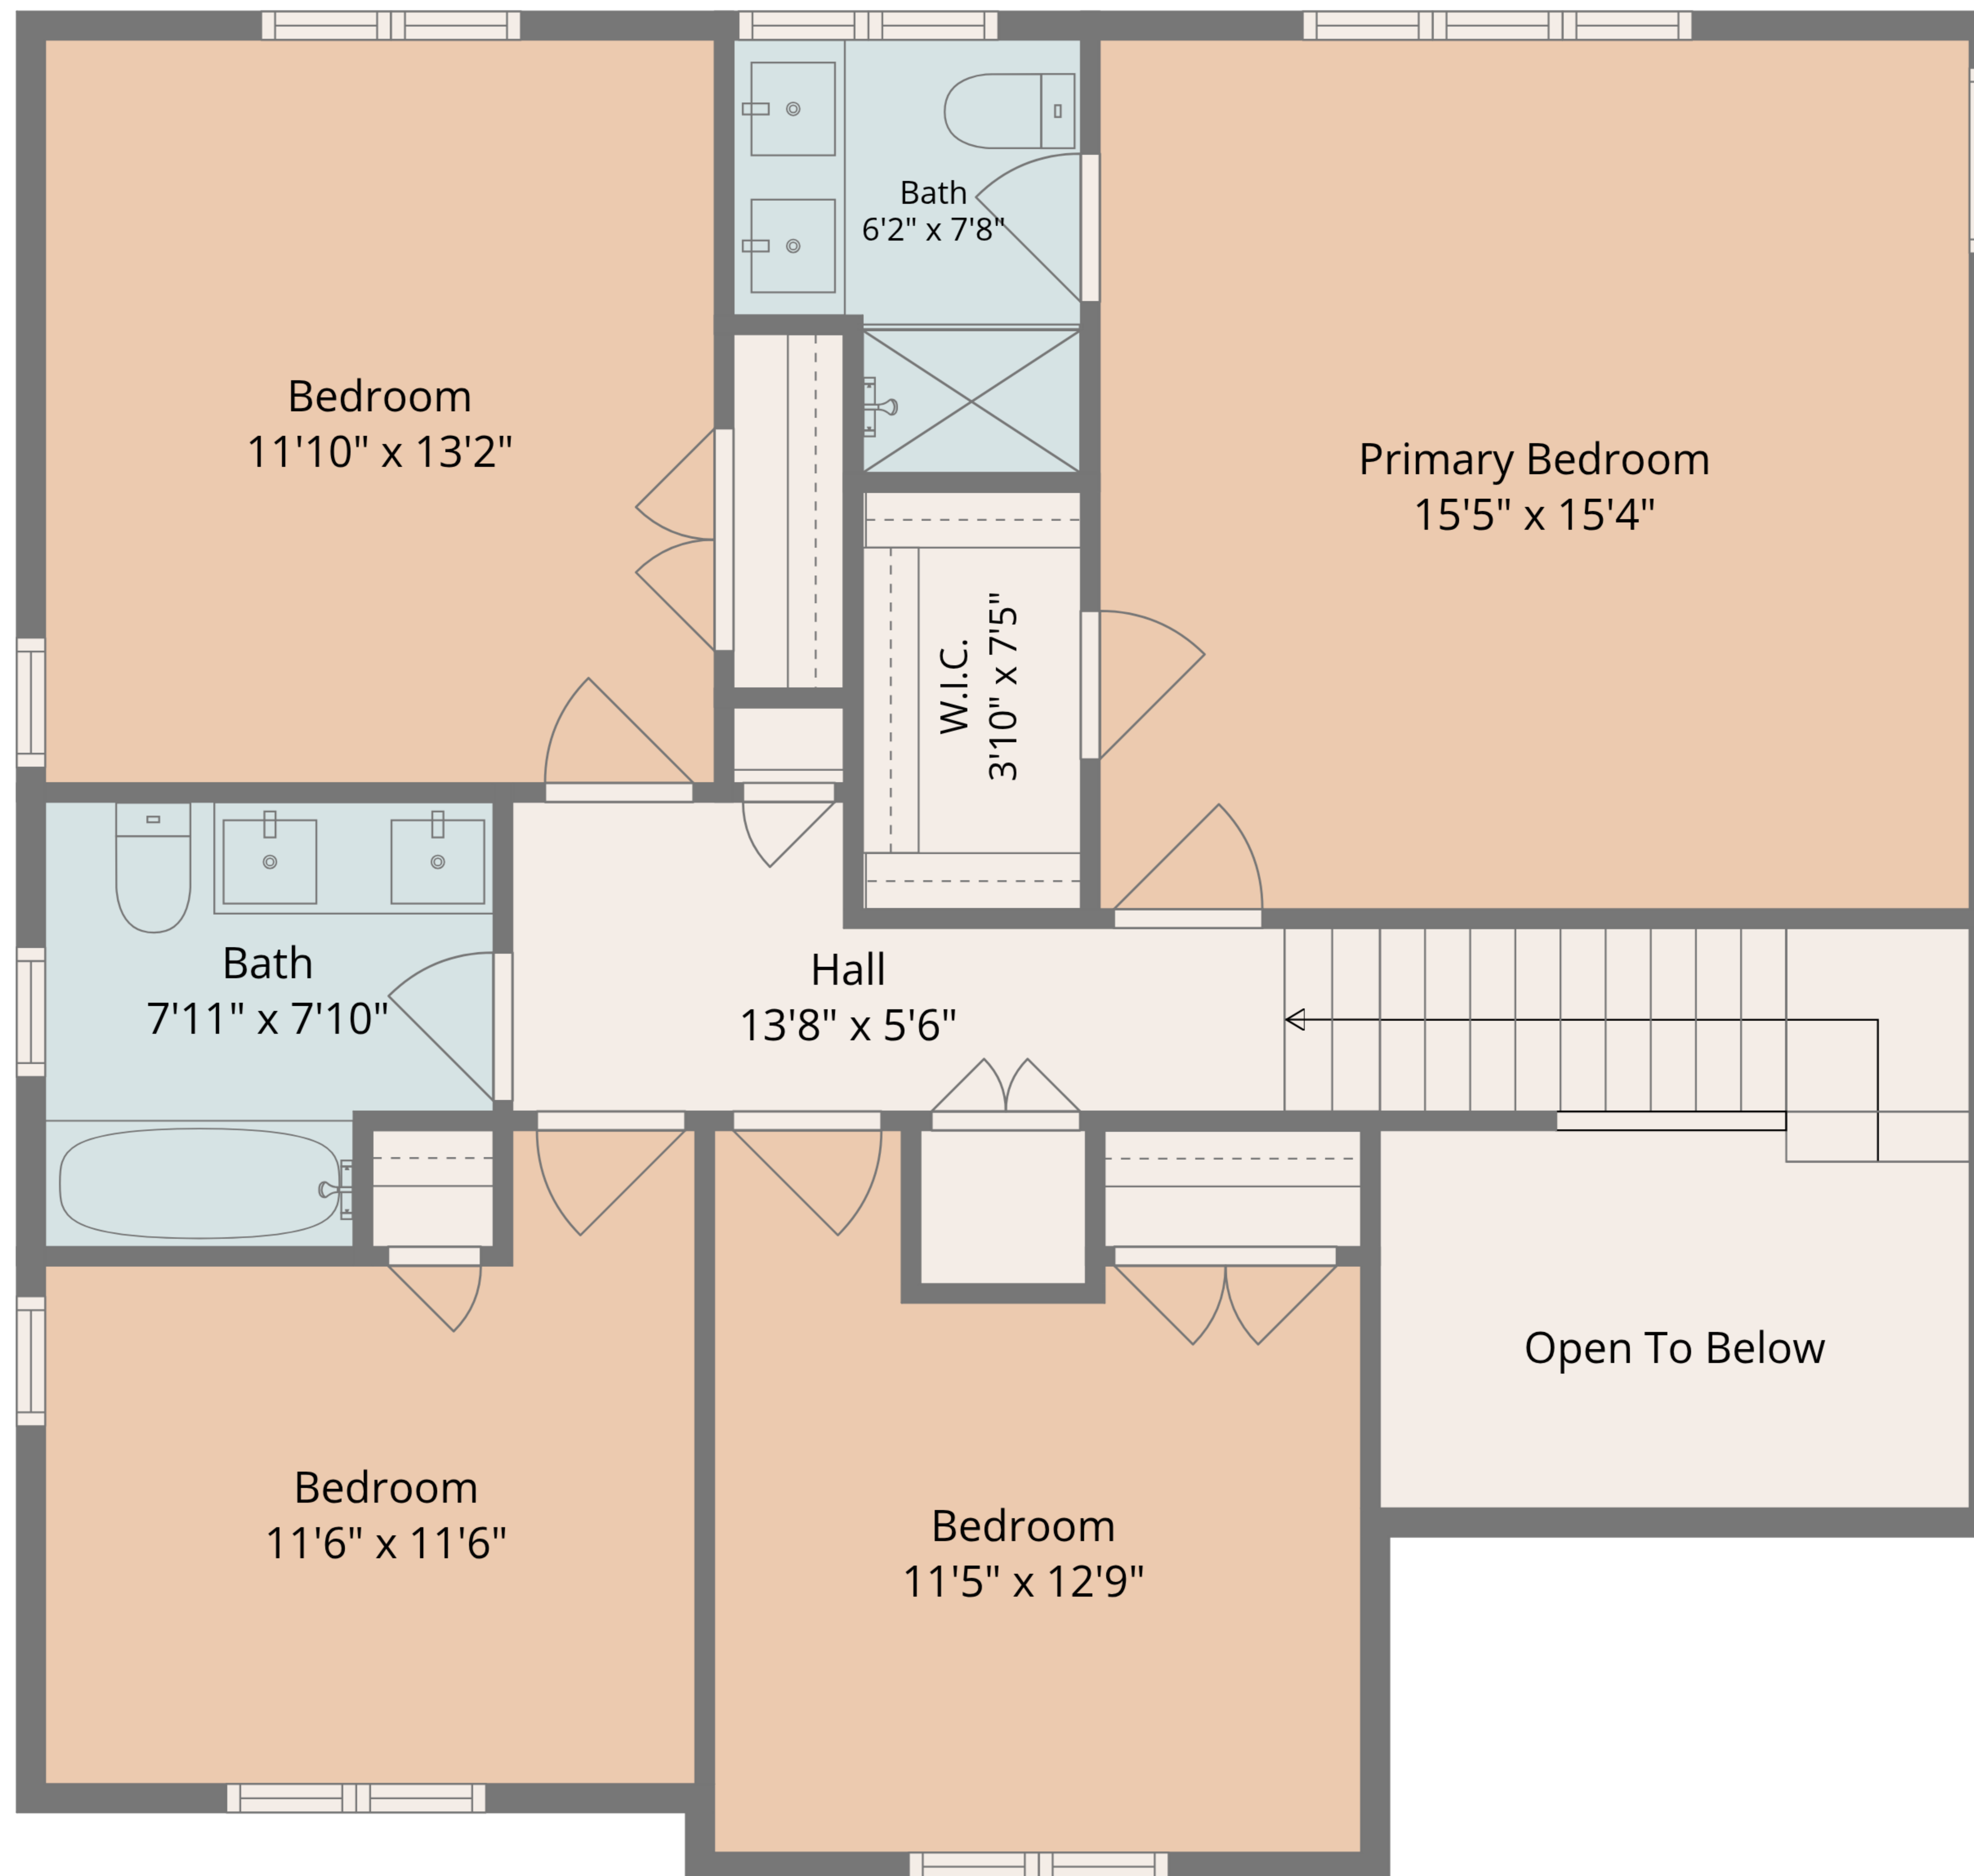 Bath
6'2" x 7'8"
Bedroom
11'10" x 13'2"
Primary Bedroom
15'5" x 15'4"
W.I.C.
3'10" x 7'5"
Bath
7'11" x 7'10"
Hall
13'8" x 5'6"
Open To Below
Bedroom
11'6" x 11'6"
Bedroom
11'5" x 12'9"